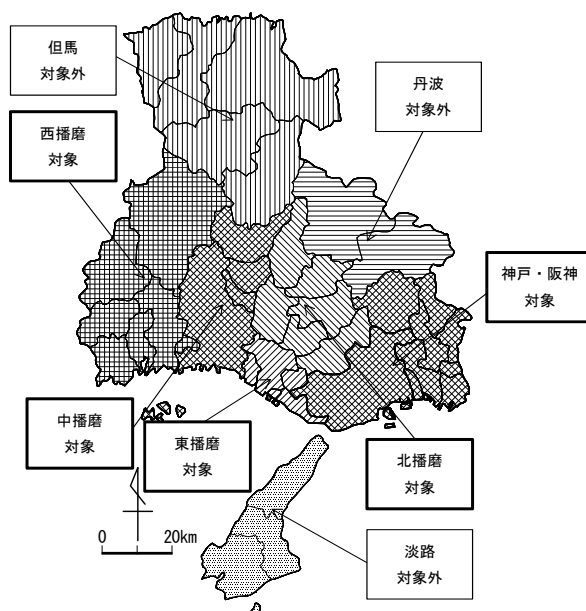 但馬
対象外
丹波
対象外
西播磨
対象
神戸・阪神
対象
中播磨
対象
東播磨
対象
北播磨
対象
0 20km
淡路
対象外